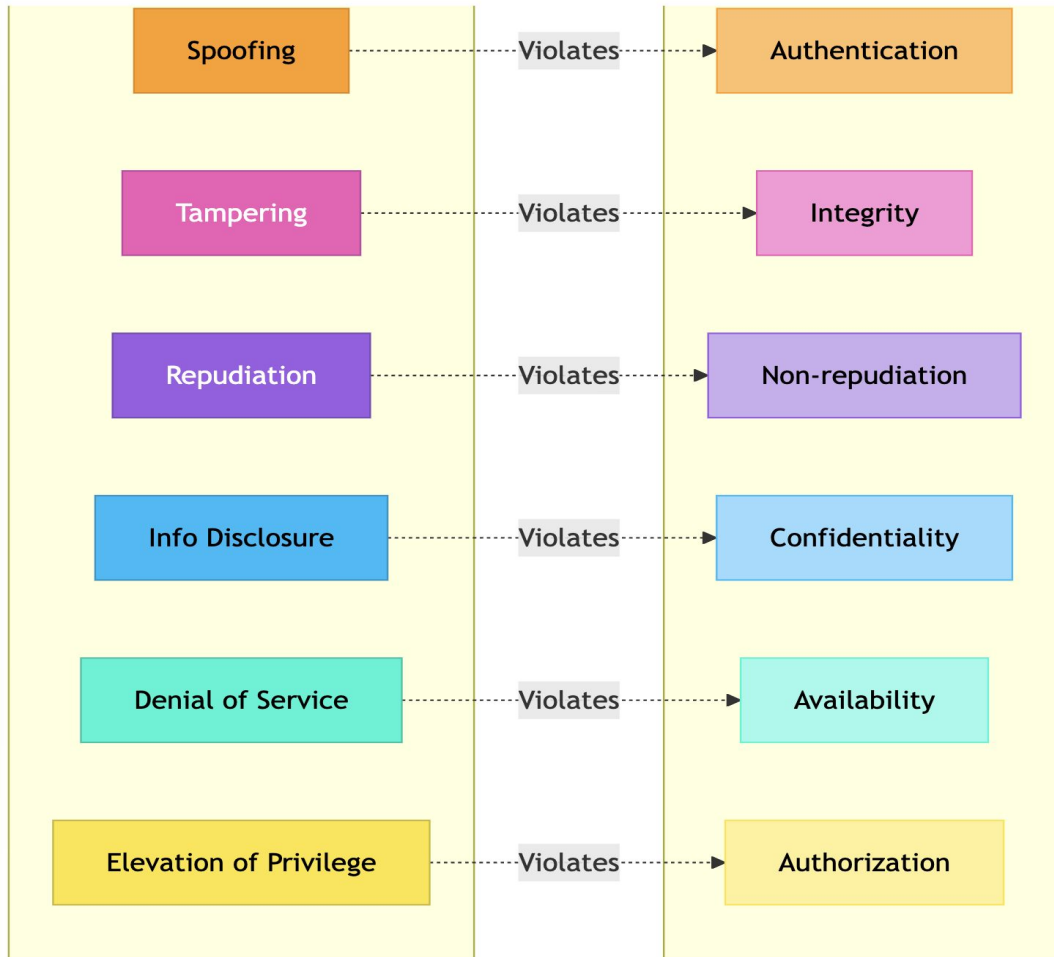 Spoofing Violates Authentication
Tampering Violates Integrity
Repudiation Violates Non-repudiation
Info Disclosure Violates Confidentiality
Denial of Service Violates Availability
Elevation of Privilege Violates Authorization